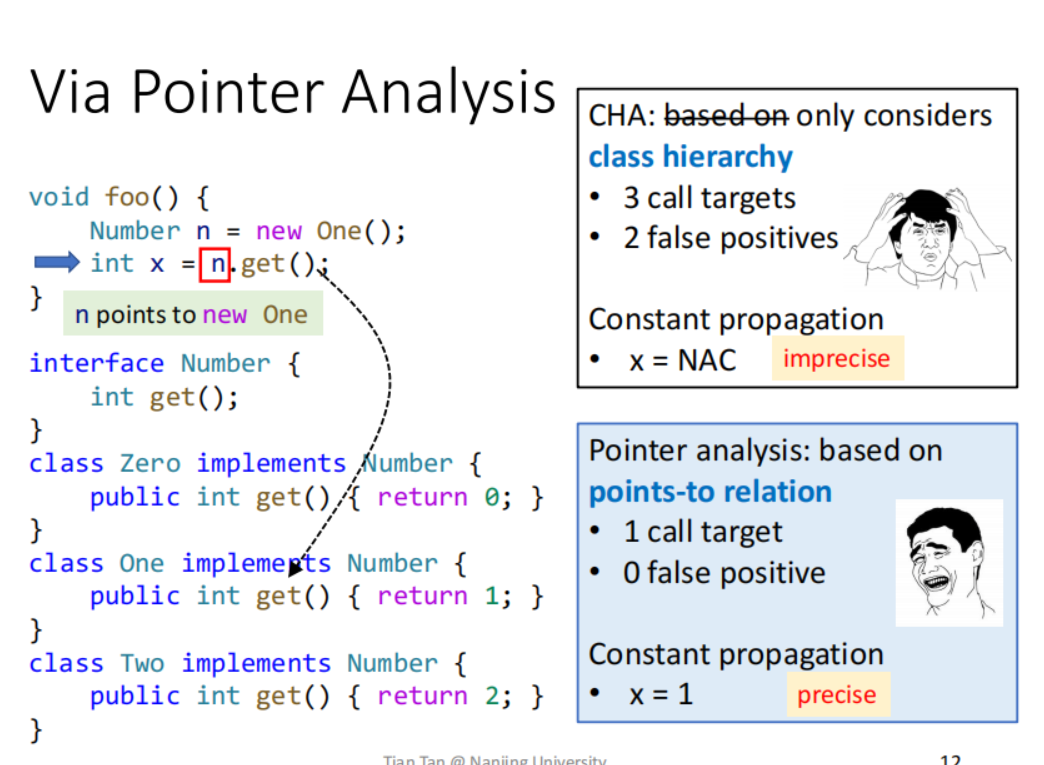 Via Pointer Analysis
void foo() {
Number n = new One();
int x = n.get();
}
n points to new One
interface Number {
int get();
}
class Zero implements Number {
public int get() { return 0; }
}
class One implements Number {
public int get() { return 1; }
}
class Two implements Number {
public int get() { return 2; }
}
CHA: based on only considers
class hierarchy
• 3 call targets
• 2 false positives
Constant propagation
• x = NAC imprecise
Pointer analysis: based on
points-to relation
• 1 call target
• 0 false positive
Constant propagation
• x = 1 precise
Tian Tan @ Nanjing University
12